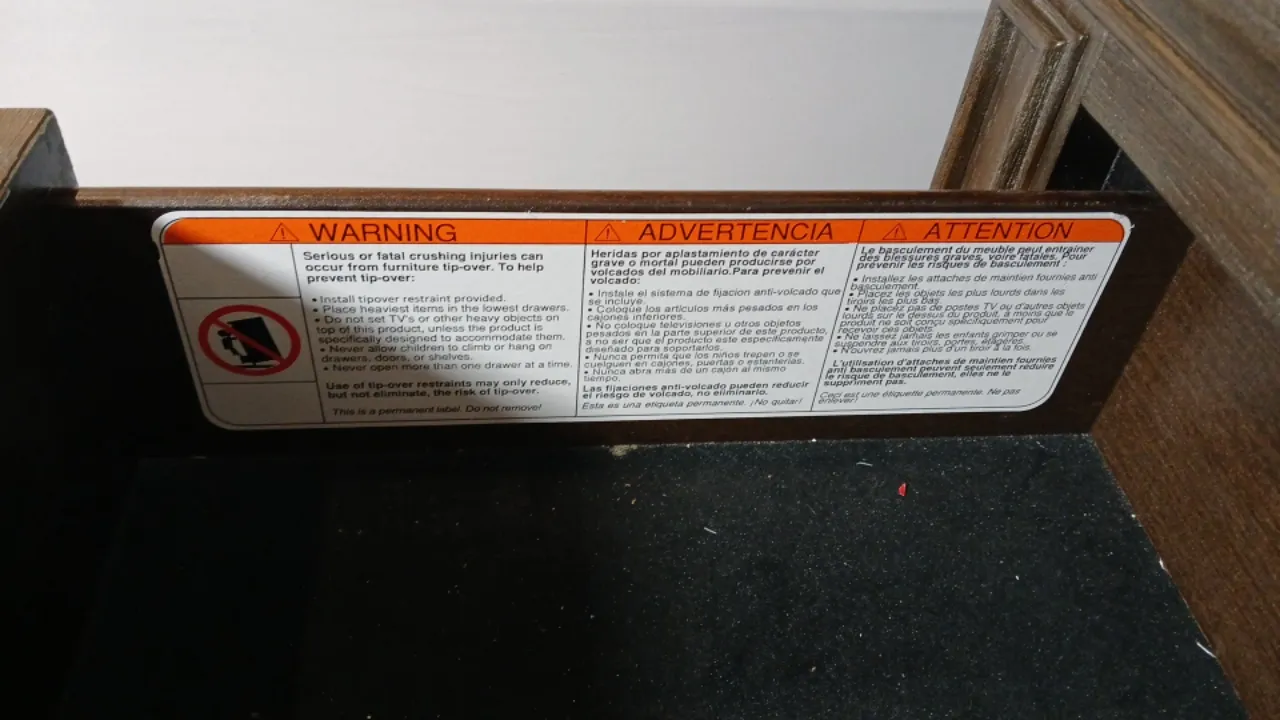 WARNING
Serious or fatal crushing injuries can
occur from furniture tip-over. To help
prevent tip-over:
• Install tipover restraint provided.
• Place heaviest items in the lowest drawers.
• Do not set TV's or other heavy objects on
top of this product, unless the product is
specifically designed to accommodate them.
• Never allow children to climb or hang on
drawers, doors, or shelves.
• Never open more than one drawer at a time.
Use of tip-over restraints may only reduce,
but not eliminate, the risk of tip-over.
This is a permanent label. Do not remove!
ADVERTENCIA
Heridas por aplastamiento de carácter
grave o mortal pueden producirse por
volcados del mobiliario.Para prevenir el
volcado:
• Instale el sistema de fijacion anti-volcado que
se incluye.
• Coloque los artículos más pesados en los
cajones inferiores.
• No coloque televisiones u otros objetos
pesados en la parte superior de este producto,
a no ser que el producto este especificamente
diseñado para soportarlos.
• Nunca permita que los niños trepen o se
cuelguen en cajones, puertas o estanterías.
• Nunca abra más de un cajón al mismo
tiempo.
Las fijaciones anti-volcado pueden reducir
el riesgo de volcado, no eliminarlo.
Esta es una etiqueta permanente. ¡No quitar!
ATTENTION
Le basculement du meuble peut entraîner
des blessures graves, voire fatales. Pour
prévenir les risques de basculement :
• Installez les attaches de maintien fournies anti
basculement.
• Placez les objets les plus lourds dans les
tiroirs les plus bas.
• Ne placez pas de postes TV ou d'autres objets
lourds sur le dessus du produit, à moins que le
produit ne soit conçu spécifiquement pour
recevoir ces objets.
• Ne laissez jamais les enfants grimper ou se
suspendre aux tiroirs, portes, étagères.
• N'ouvrez jamais plus d'un tiroir à la fois.
L'utilisation d'attaches de maintien fournies
anti basculement peuvent seulement réduire
le risque de basculement, elles ne le
suppriment pas.
Ceci est une étiquette permanente. Ne pas
enlever!